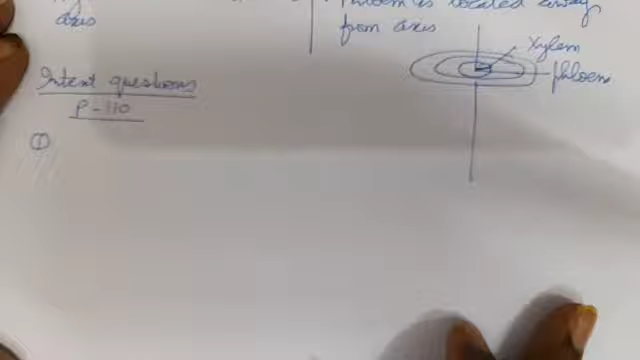 axis
Phloem is located away
from axis
Xylem
Phloem
Intext questions
P-110
①